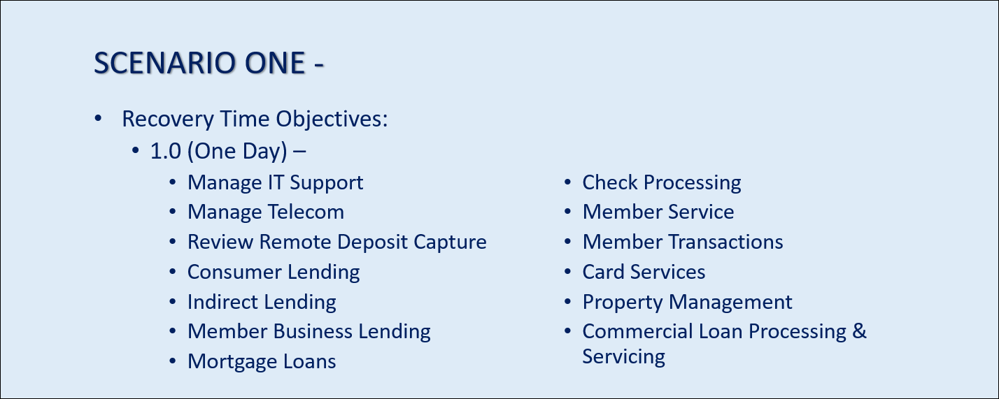 SCENARIO ONE -
• Recovery Time Objectives:
• 1.0 (One Day) –
• Manage IT Support
• Manage Telecom
• Review Remote Deposit Capture
• Consumer Lending
• Indirect Lending
• Member Business Lending
• Mortgage Loans
• Check Processing
• Member Service
• Member Transactions
• Card Services
• Property Management
• Commercial Loan Processing &
Servicing